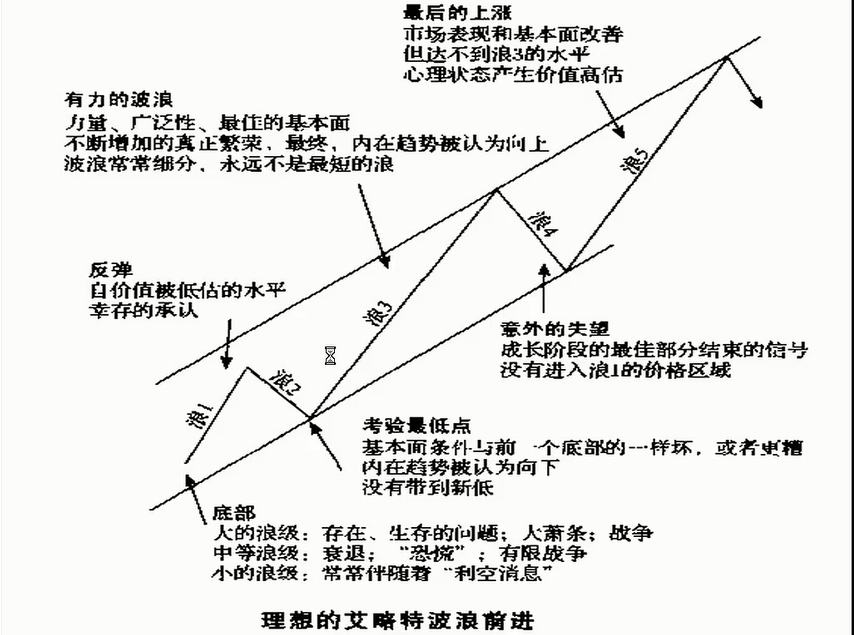 最后的上涨
市场表现和基本面改善
但达不到浪3的水平
心理状态产生价值高估
有力的波浪
力量、广泛性、最佳的基本面
不断增加的真正繁荣，最终，内在趋势被认为向上
波浪常常细分，永远不是最短的浪
浪5
浪4
反弹
自价值被低估的水平
幸存的承认
浪3
意外的失望
成长阶段的最佳部分结束的信号
没有进入浪1的价格区域
浪2
浪1
考验最低点
基本面条件与前一个底部的一样坏，或者更糟
内在趋势被认为向下
没有带到新低
底部
大的浪级：存在、生存的问题；大萧条；战争
中等浪级：衰退；“恐慌”；有限战争
小的浪级：常常伴随着“利空消息”
理想的艾略特波浪前进